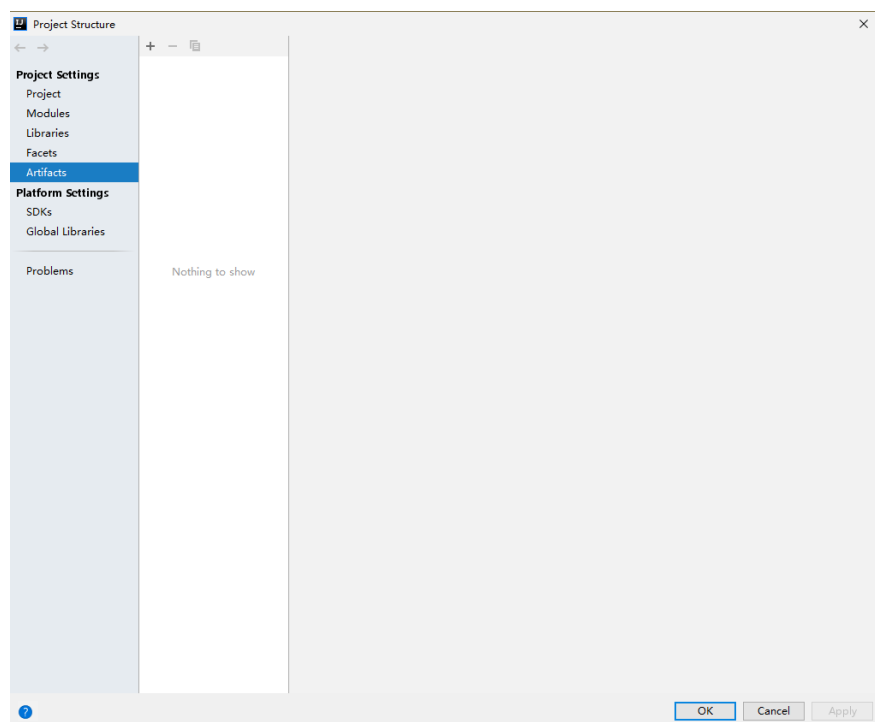 Project Structure
Project Settings
Project
Modules
Libraries
Facets
Artifacts
Platform Settings
SDKs
Global Libraries
Problems
Nothing to show
?
OK
Cancel
Apply